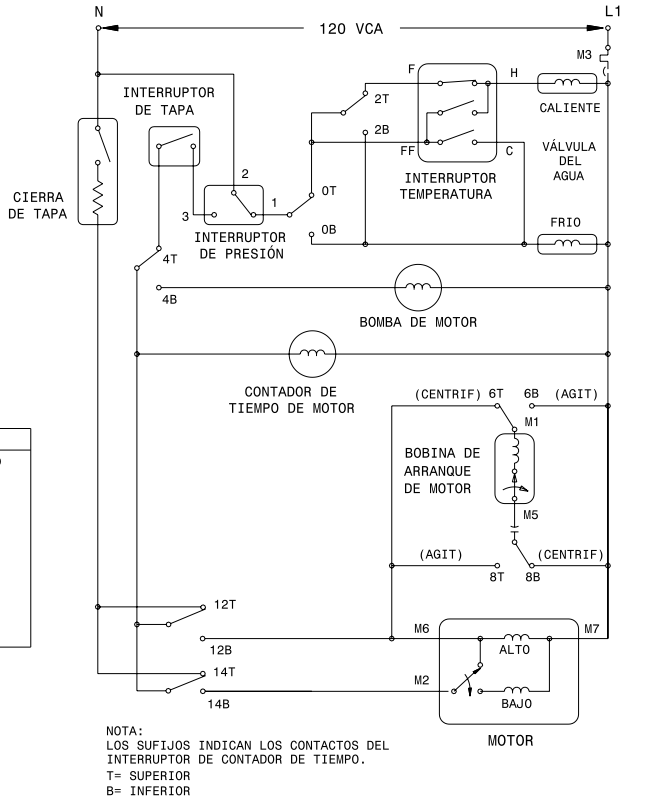 N
L1
120 VCA
M3
INTERRUPTOR
DE TAPA
F
H
2T
CALIENTE
2B
FF
C
VÁLVULA
DEL
AGUA
INTERRUPTOR
TEMPERATURA
CIERRA
DE TAPA
2
0T
1
3
FRIO
INTERRUPTOR
DE PRESIÓN
0B
4T
4B
BOMBA DE MOTOR
CONTADOR DE
TIEMPO DE MOTOR
(CENTRIF) 6T 6B (AGIT)
M1
BOBINA DE
ARRANQUE
DE MOTOR
M5
(AGIT) (CENTRIF)
8T 8B
12T
12B
M6
M7
ALTO
14T
M2
14B
BAJO
MOTOR
NOTA:
LOS SUFIJOS INDICAN LOS CONTACTOS DEL
INTERRUPTOR DE CONTADOR DE TIEMPO.
T= SUPERIOR
B= INFERIOR